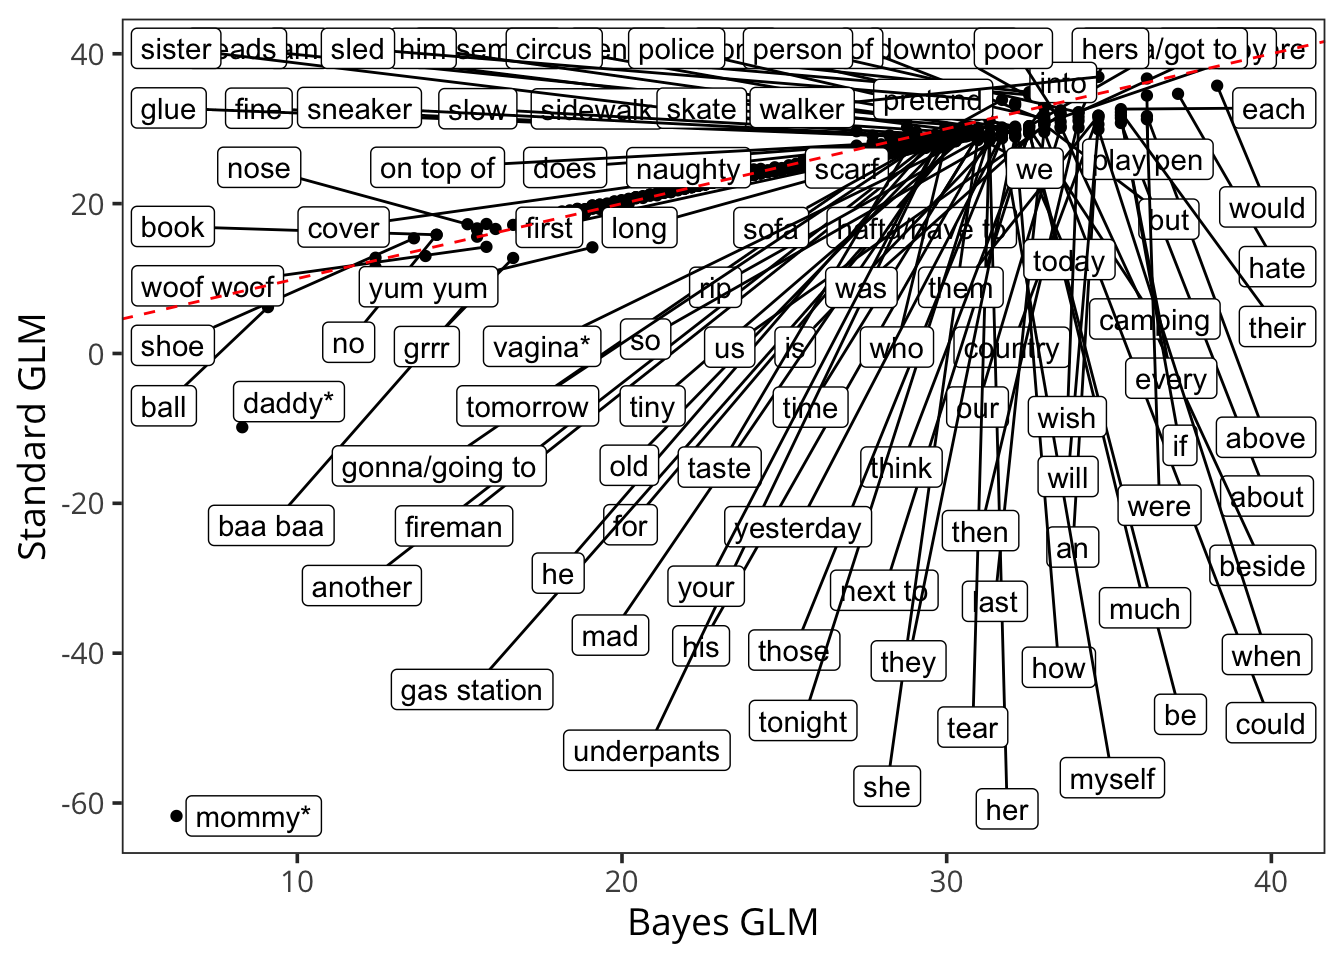 40
sister
sled
him
circus
police
person
of
downtow
poor
hers
a/got to
into
pretend
glue
fine
sneaker
slow
sidewalk
skate
walker
each
nose
on top of
does
naughty
scarf
we
play pen
20
would
book
cover
first
long
sofa
hafta/have to
but
today
hate
woof woof
yum yum
rip
was
them
camping
their
Standard GLM
0
shoe
no
grrr
vagina*
so
us
is
who
country
every
ball
daddy*
tomorrow
tiny
time
our
wish
if
above
gonna/going to
old
taste
think
will
were
about
-20
baa baa
fireman
for
yesterday
then
an
beside
another
he
your
next to
last
much
mad
his
those
they
how
when
-40
gas station
tonight
tear
be
could
underpants
she
her
myself
-60
mommy*
10
20
30
40
Bayes GLM